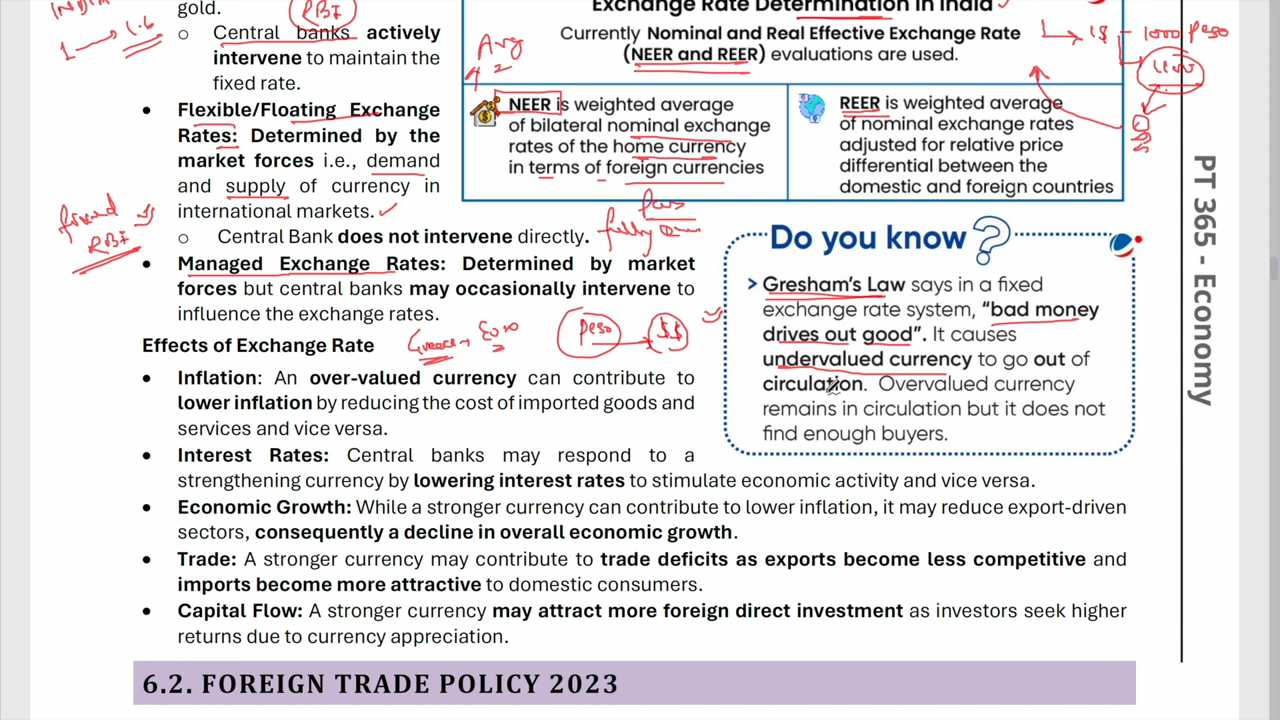 gold.
RBI
Exchange Rate Determination in India
INDIA
1 → 1.6
○ Central banks actively
intervene to maintain the
fixed rate.
Currently Nominal and Real Effective Exchange Rate
(NEER and REER) evaluations are used.
1$ - 1000 peso
Avg
• Flexible/Floating Exchange
Rates: Determined by the
market forces i.e., demand
and supply of currency in
international markets.
NEER is weighted average
of bilateral nominal exchange
rates of the home currency
in terms of foreign currencies
REER is weighted average
of nominal exchange rates
adjusted for relative price
differential between the
domestic and foreign countries
fixed
RBI
○ Central Bank does not intervene directly.
fully
• Managed Exchange Rates: Determined by market
forces but central banks may occasionally intervene to
influence the exchange rates.
Greece → Euro
Peso → $$
Do you know ?
> Gresham's Law says in a fixed
exchange rate system, “bad money
drives out good”. It causes
undervalued currency to go out of
circulation. Overvalued currency
remains in circulation but it does not
find enough buyers.
Effects of Exchange Rate
• Inflation: An over-valued currency can contribute to
lower inflation by reducing the cost of imported goods and
services and vice versa.
• Interest Rates: Central banks may respond to a
strengthening currency by lowering interest rates to stimulate economic activity and vice versa.
• Economic Growth: While a stronger currency can contribute to lower inflation, it may reduce export-driven
sectors, consequently a decline in overall economic growth.
• Trade: A stronger currency may contribute to trade deficits as exports become less competitive and
imports become more attractive to domestic consumers.
• Capital Flow: A stronger currency may attract more foreign direct investment as investors seek higher
returns due to currency appreciation.
6.2. FOREIGN TRADE POLICY 2023
PT 365 - Economy